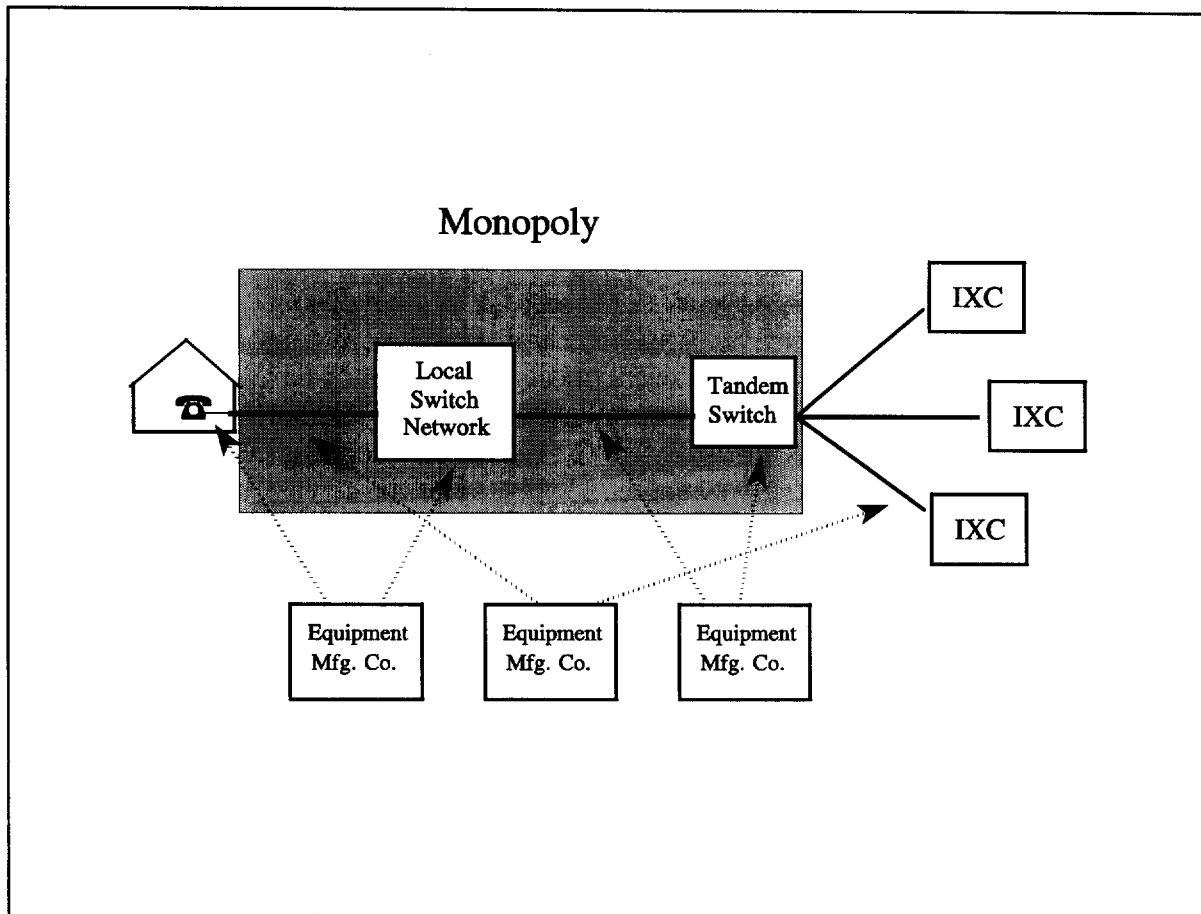 Monopoly
IXC
Local
Switch
Network
Tandem
Switch
IXC
IXC
Equipment
Mfg. Co.
Equipment
Mfg. Co.
Equipment
Mfg. Co.